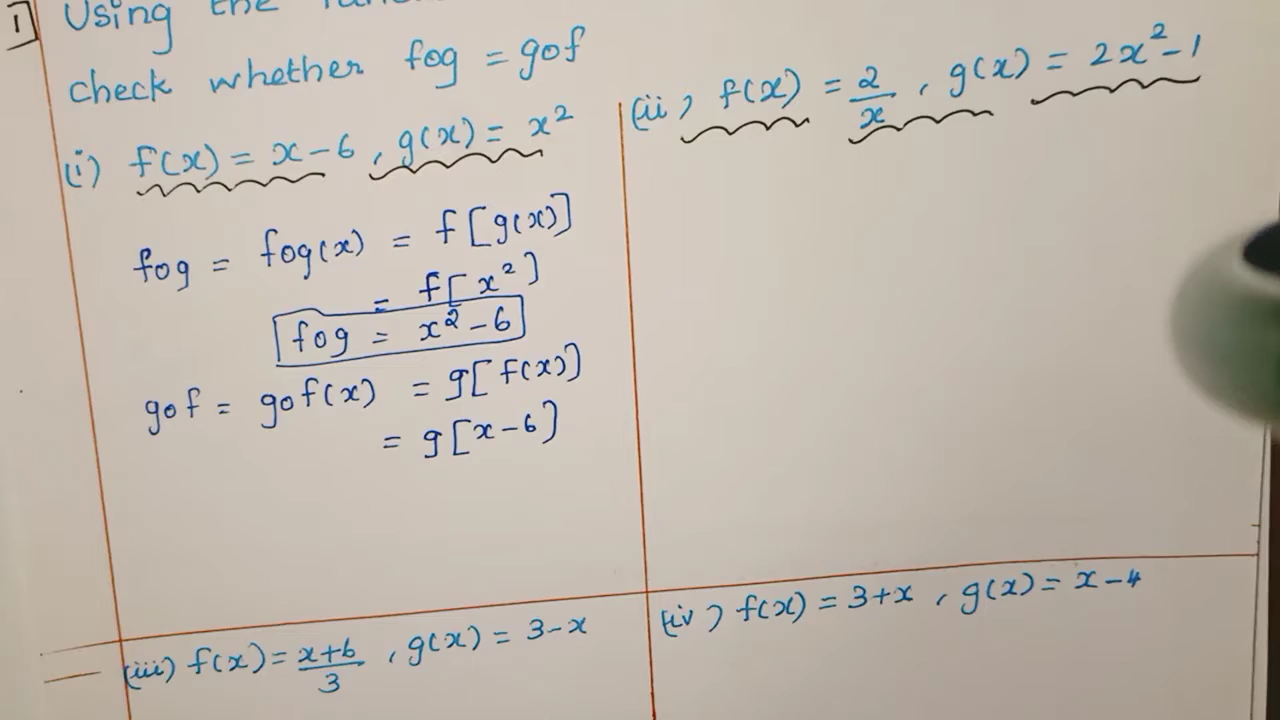 1 Using the
check whether fog = gof
(i) f(x) = x-6 , g(x) = x²
fog = fog(x) = f[g(x)]
= f[x²]
fog = x²-6
gof = gof(x) = g[f(x)]
= g[x-6]
(ii) f(x) = 2/x , g(x) = 2x²-1
(iii) f(x) = x+6/3 , g(x) = 3-x
(iv) f(x) = 3+x , g(x) = x-4